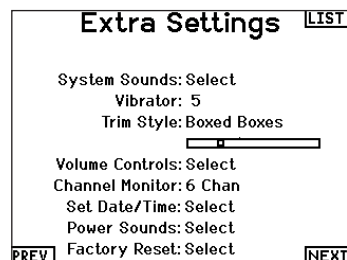 Extra Settings
LIST
System Sounds: Select
Vibrator: 5
Trim Style: Boxed Boxes
Volume Controls: Select
Channel Monitor: 6 Chan
Set Date/Time: Select
Power Sounds: Select
Factory Reset: Select
PREV
NEXT